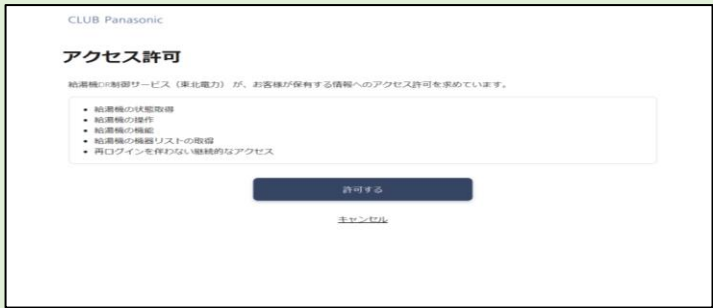 CLUB Panasonic
アクセス許可
給湯機DR制御サービス（東北電力） が、お客様が保有する情報へのアクセス許可を求めています。
• 給湯機の状態取得
• 給湯機の操作
• 給湯機の機能
• 給湯機の機器リストの取得
• 再ログインを伴わない継続的なアクセス
許可する
キャンセル